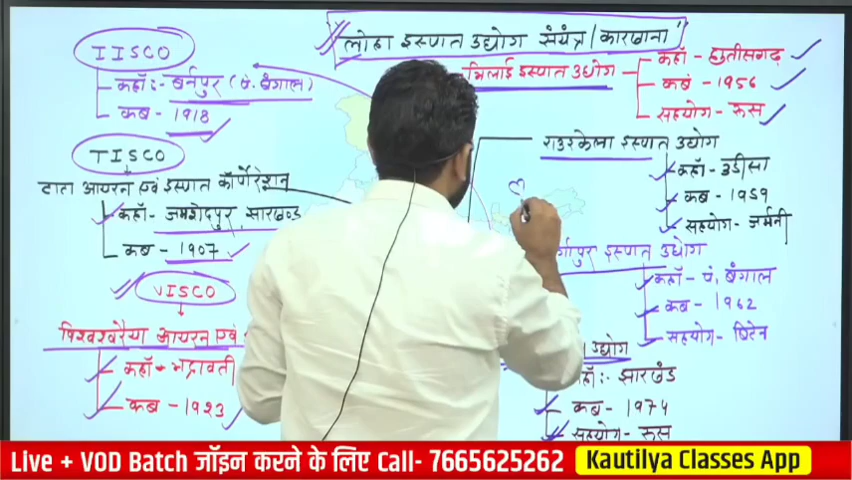 लोहा इस्पात उद्योग संयंत्र/कारखाना
IISCO
कहाँ:- बर्नपुर (पं. बंगाल)
कब - 1918
TISCO
टाटा आयरन एवं इस्पात कॉर्पोरेशन
कहाँ- जमशेदपुर, झारखण्ड
कब - 1907
VISCO
आयरन एवं
कहाँ - भद्रावती
कब - 1923
भिलाई इस्पात उद्योग
कहाँ - छत्तीसगढ़
कब - 1956
सहयोग - रूस
राउरकेला इस्पात उद्योग
कहाँ - उड़ीसा
कब - 1959
सहयोग - जर्मनी
इस्पात उद्योग
कहाँ - पं. बंगाल
कब - 1962
सहयोग - ब्रिटेन
उद्योग
झारखंड
कब - 1974
सहयोग - रूस
Live + VOD Batch जॉइन करने के लिए Call- 7665625262 Kautilya Classes App